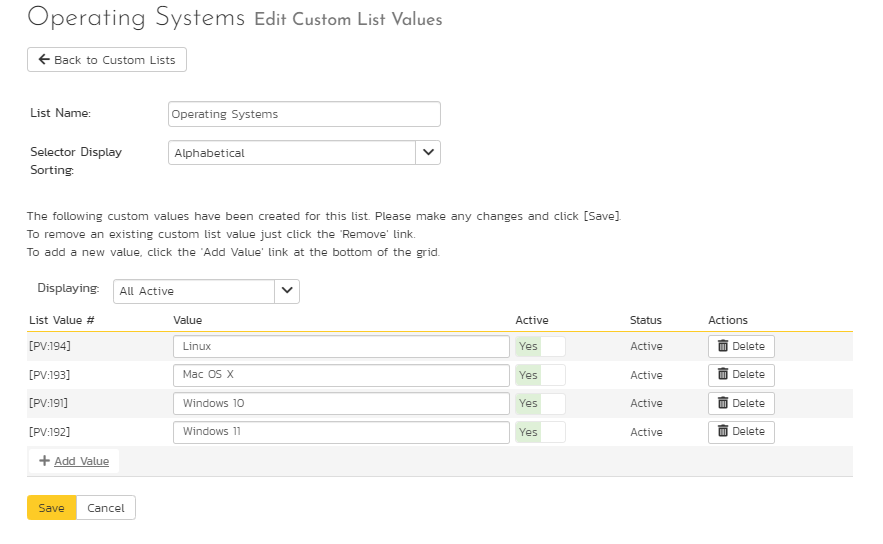 Operating Systems Edit Custom List Values
Back to Custom Lists
List Name: Operating Systems
Selector Display Sorting: Alphabetical
The following custom values have been created for this list. Please make any changes and click [Save].
To remove an existing custom list value just click the 'Remove' link.
To add a new value, click the 'Add Value' link at the bottom of the grid.
Displaying: All Active
List Value # Value Active Status Actions
[PV:194] Linux Yes Active Delete
[PV:193] Mac OS X Yes Active Delete
[PV:191] Windows 10 Yes Active Delete
[PV:192] Windows 11 Yes Active Delete
+ Add Value
Save Cancel